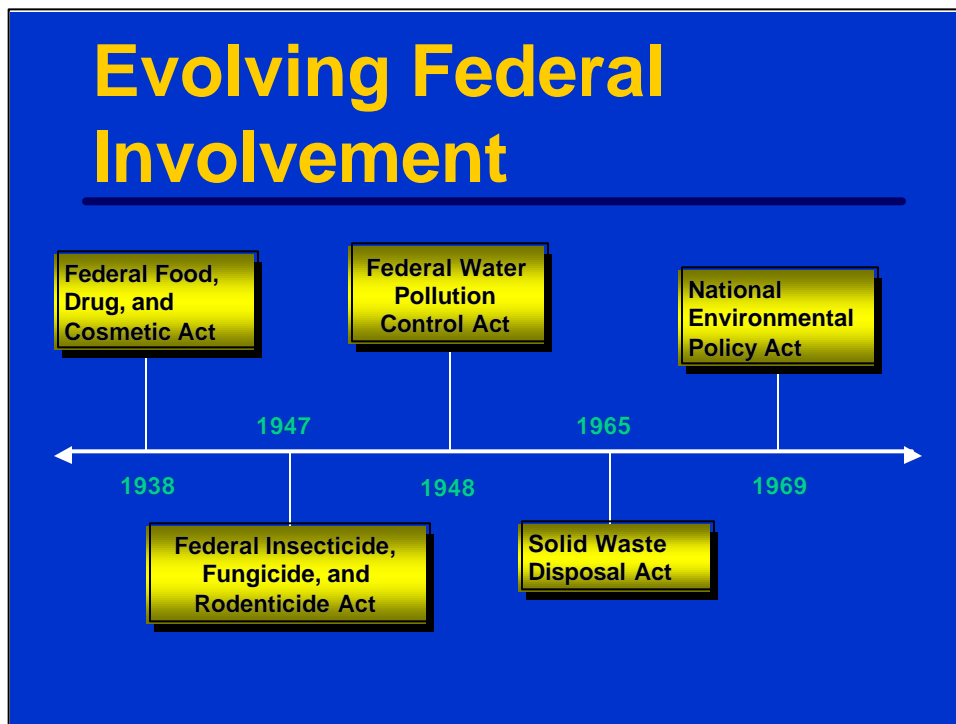 Evolving Federal
Involvement
Federal Food,
Drug, and
Cosmetic Act
Federal Water
Pollution
Control Act
National
Environmental
Policy Act
1947
1965
1938
1948
1969
Federal Insecticide,
Fungicide, and
Rodenticide Act
Solid Waste
Disposal Act